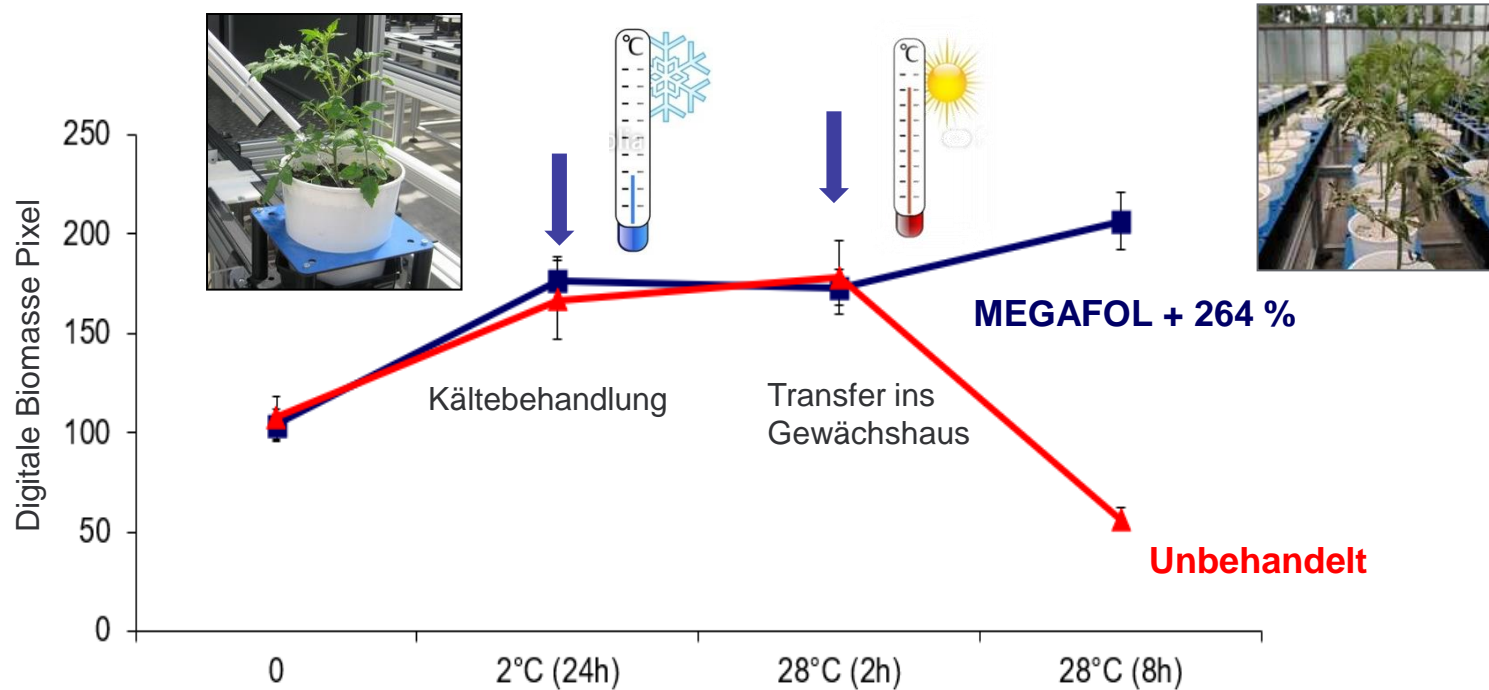 °C
°C
250
200
150
100
50
0
Digitale Biomasse Pixel
MEGAFOL + 264 %
Kältebehandlung
Transfer ins
Gewächshaus
Unbehandelt
0
2°C (24h)
28°C (2h)
28°C (8h)